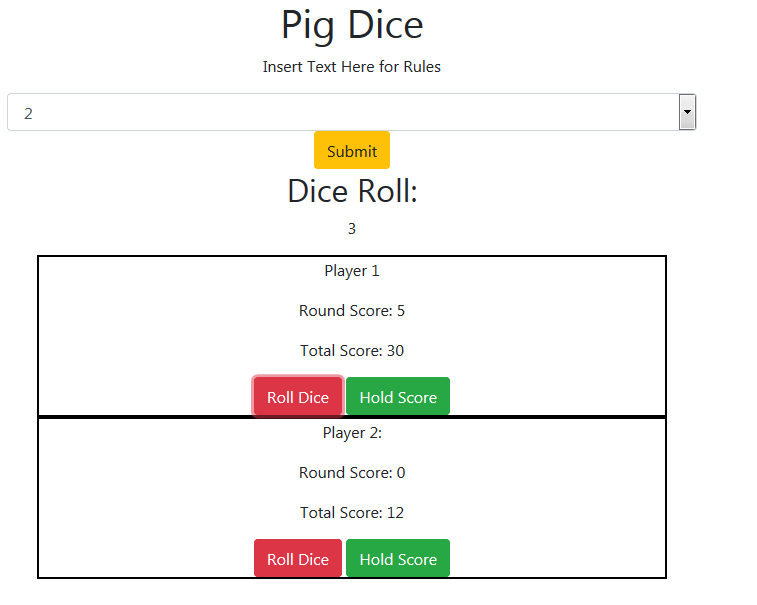 Pig Dice
Insert Text Here for Rules
2
Submit
Dice Roll:
3
Player 1
Round Score: 5
Total Score: 30
Roll Dice Hold Score
Player 2:
Round Score: 0
Total Score: 12
Roll Dice Hold Score